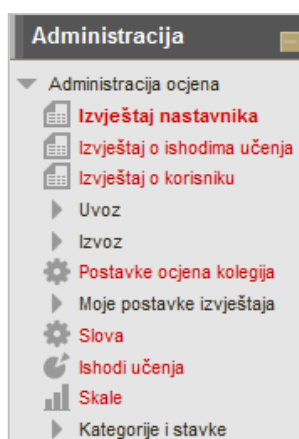 Administracija
Administracija ocjena
Izvještaj nastavnika
Izvještaj o ishodima učenja
Izvještaj o korisniku
Uvoz
Izvoz
Postavke ocjena kolegija
Moje postavke izvještaja
Slova
Ishodi učenja
Skale
Kategorije i stavke